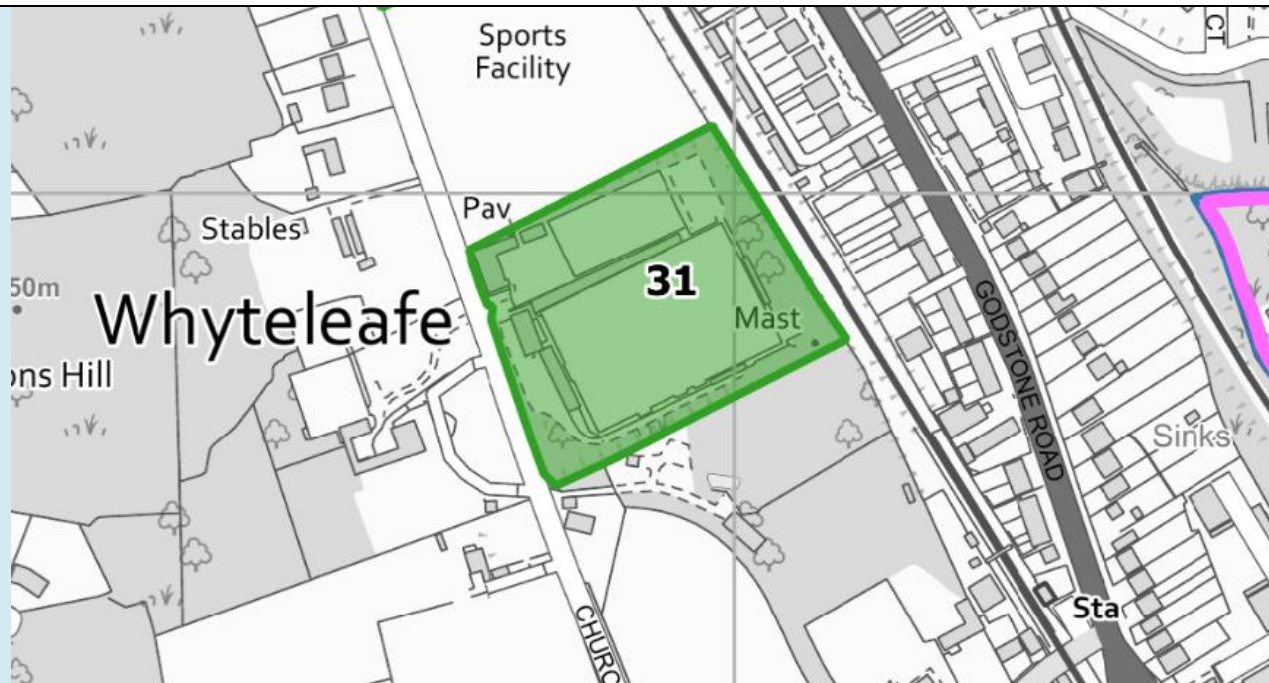 Sports
Facility
CT
Pav
Stables
31
50m
Mast
Whyteleafe
ons Hill
GODSTONE ROAD
Sinks
Sta
CHURC